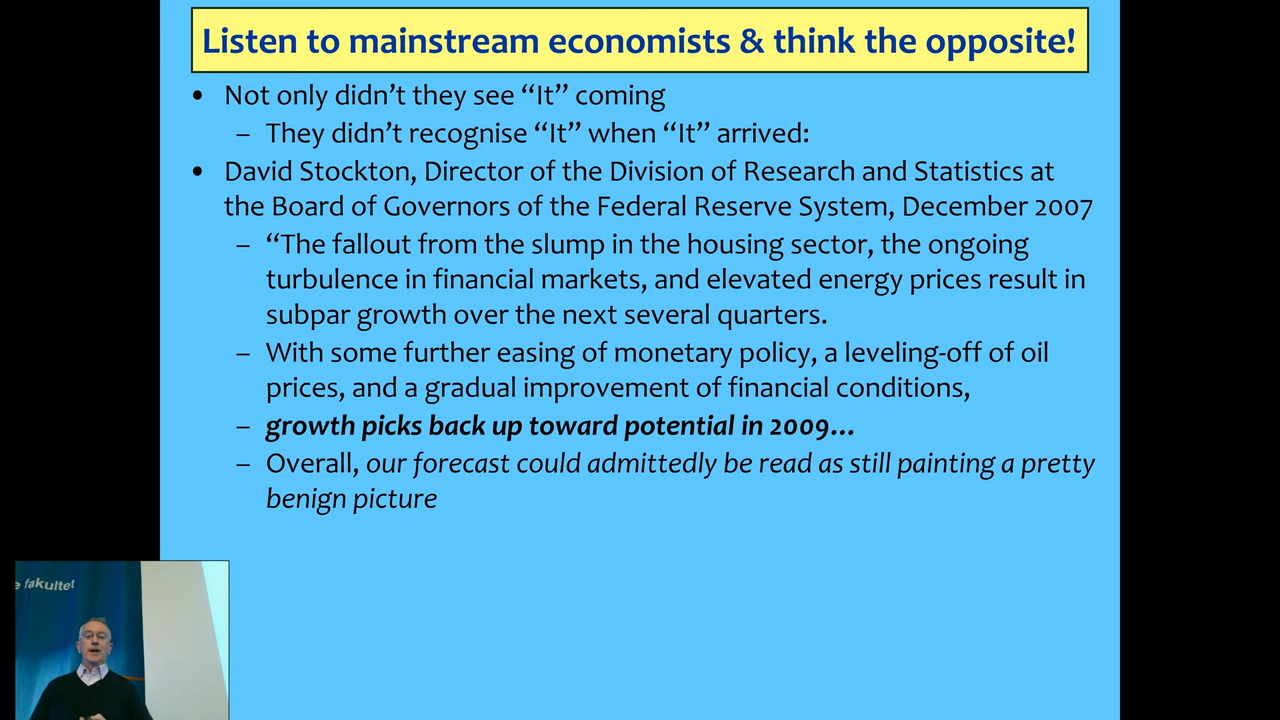 Listen to mainstream economists & think the opposite!
• Not only didn’t they see “It” coming
– They didn’t recognise “It” when “It” arrived:
• David Stockton, Director of the Division of Research and Statistics at
the Board of Governors of the Federal Reserve System, December 2007
– “The fallout from the slump in the housing sector, the ongoing
turbulence in financial markets, and elevated energy prices result in
subpar growth over the next several quarters.
– With some further easing of monetary policy, a leveling-off of oil
prices, and a gradual improvement of financial conditions,
– growth picks back up toward potential in 2009…
– Overall, our forecast could admittedly be read as still painting a pretty
benign picture
e fakultet